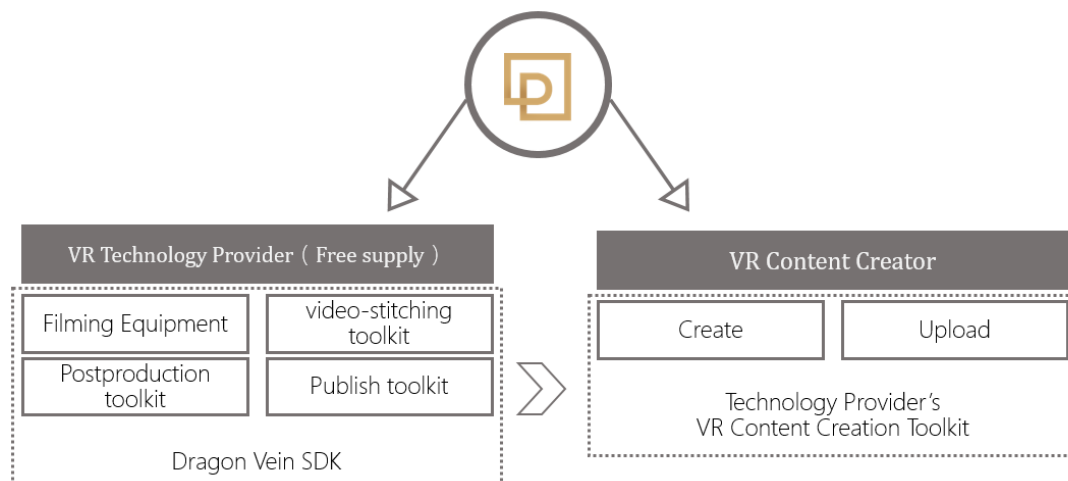 VR Technology Provider ( Free supply )
Filming Equipment
video-stitching
toolkit
Postproduction
toolkit
Publish toolkit
Dragon Vein SDK
VR Content Creator
Create
Upload
Technology Provider’s
VR Content Creation Toolkit